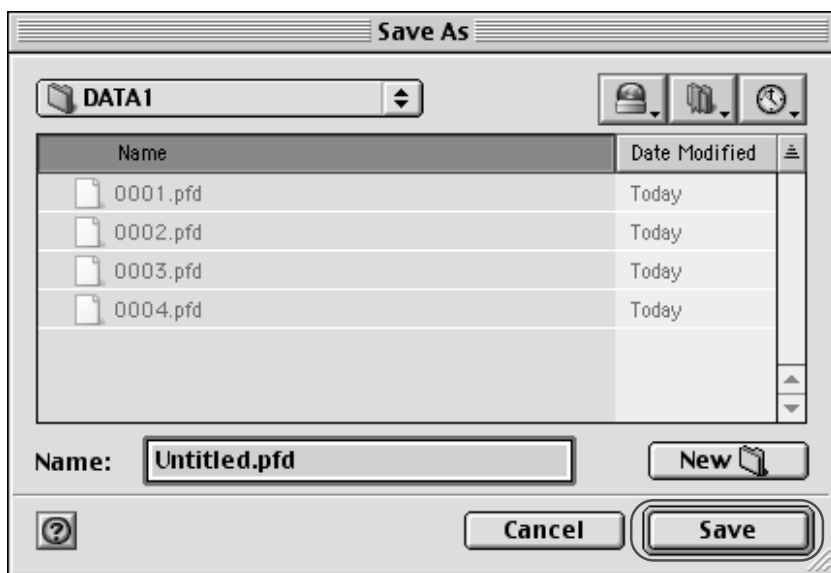 Save As
DATA1
Name Date Modified
0001.pfd Today
0002.pfd Today
0003.pfd Today
0004.pfd Today
Name: Untitled.pfd New
? Cancel Save